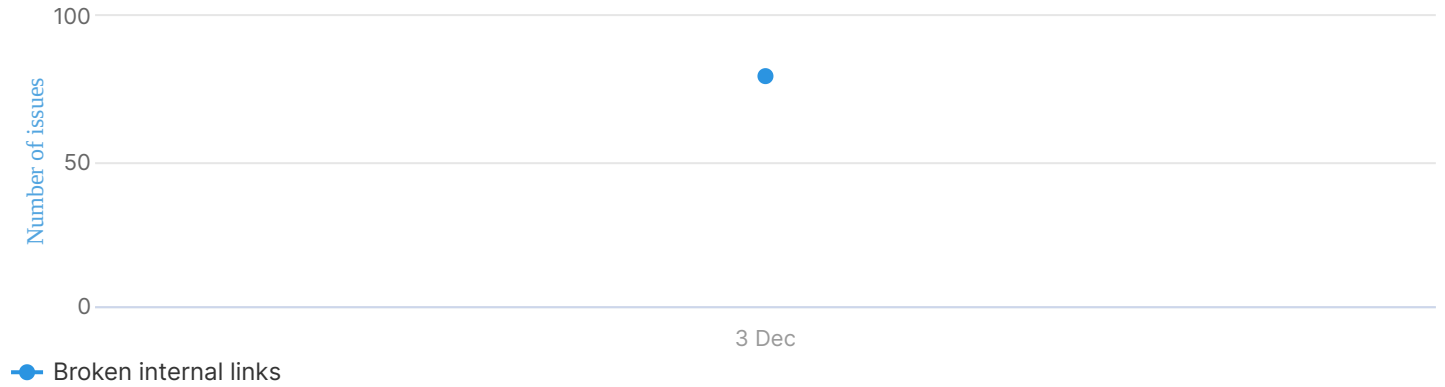 100
Number of issues
50
0
3 Dec
Broken internal links